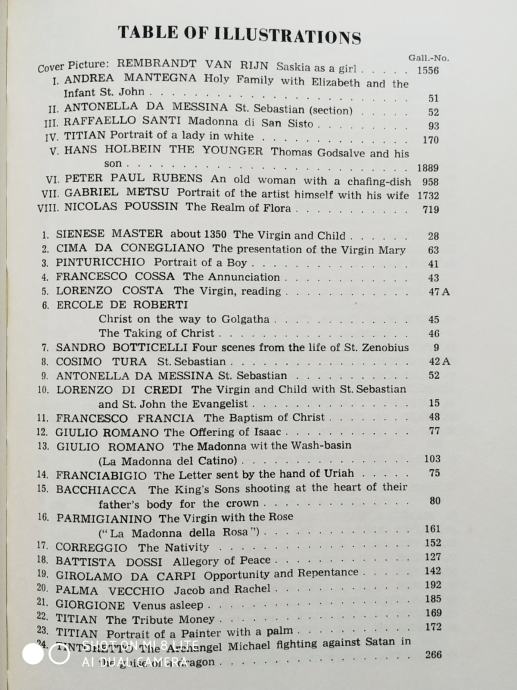 TABLE OF ILLUSTRATIONS
Gall.-No.
Cover Picture: REMBRANDT VAN RIJN Saskia as a girl . . . . . 1556
I. ANDREA MANTEGNA Holy Family with Elizabeth and the
Infant St. John . . . . . . . . . . . . . . . . . . . . 51
II. ANTONELLA DA MESSINA St. Sebastian (section) . . . . . 52
III. RAFFAELLO SANTI Madonna di San Sisto . . . . . . . . 93
IV. TITIAN Portrait of a lady in white . . . . . . . . . . . 170
V. HANS HOLBEIN THE YOUNGER Thomas Godsalve and his
son . . . . . . . . . . . . . . . . . . . . . . . 1889
VI. PETER PAUL RUBENS An old woman with a chafing-dish 958
VII. GABRIEL METSU Portrait of the artist himself with his wife 1732
VIII. NICOLAS POUSSIN The Realm of Flora . . . . . . . . . 719
1. SIENESE MASTER about 1350 The Virgin and Child . . . . . . 28
2. CIMA DA CONEGLIANO The presentation of the Virgin Mary 63
3. PINTURICCHIO Portrait of a Boy . . . . . . . . . . . . . 41
4. FRANCESCO COSSA The Annunciation . . . . . . . . . . . 43
5. LORENZO COSTA The Virgin, reading . . . . . . . . . . . 47 A
6. ERCOLE DE ROBERTI
Christ on the way to Golgatha . . . . . . . . . . . . 45
The Taking of Christ . . . . . . . . . . . . . . . . 46
7. SANDRO BOTTICELLI Four scenes from the life of St. Zenobius 9
8. COSIMO TURA St. Sebastian . . . . . . . . . . . . . . . 42 A
9. ANTONELLA DA MESSINA St. Sebastian . . . . . . . . . . 52
10. LORENZO DI CREDI The Virgin and Child with St. Sebastian
and St. John the Evangelist . . . . . . . . . . . . . . 15
11. FRANCESCO FRANCIA The Baptism of Christ . . . . . . . 48
12. GIULIO ROMANO The Offering of Isaac . . . . . . . . . . 77
13. GIULIO ROMANO The Madonna wit the Wash-basin
(La Madonna del Catino) . . . . . . . . . . . . . . . 103
14. FRANCIABIGIO The Letter sent by the hand of Uriah . . . . . 75
15. BACCHIACCA The King's Sons shooting at the heart of their
father's body for the crown . . . . . . . . . . . . . 80
16. PARMIGIANINO The Virgin with the Rose
("La Madonna della Rosa") . . . . . . . . . . . . . 161
17. CORREGGIO The Nativity . . . . . . . . . . . . . . . . 152
18. BATTISTA DOSSI Allegory of Peace . . . . . . . . . . . . 127
19. GIROLAMO DA CARPI Opportunity and Repentance . . . . . 142
20. PALMA VECCHIO Jacob and Rachel . . . . . . . . . . . . 192
21. GIORGIONE Venus asleep . . . . . . . . . . . . . . . . 185
22. TITIAN The Tribute Money . . . . . . . . . . . . . . . 169
23. TITIAN Portrait of a Painter with a palm . . . . . . . . . 172
24. TINTORETTO The Archangel Michael fighting against Satan in
the guise of a dragon . . . . . . . . . . . . . . . . 266
SHOT ON MI 8 LITE
AI DUAL CAMERA